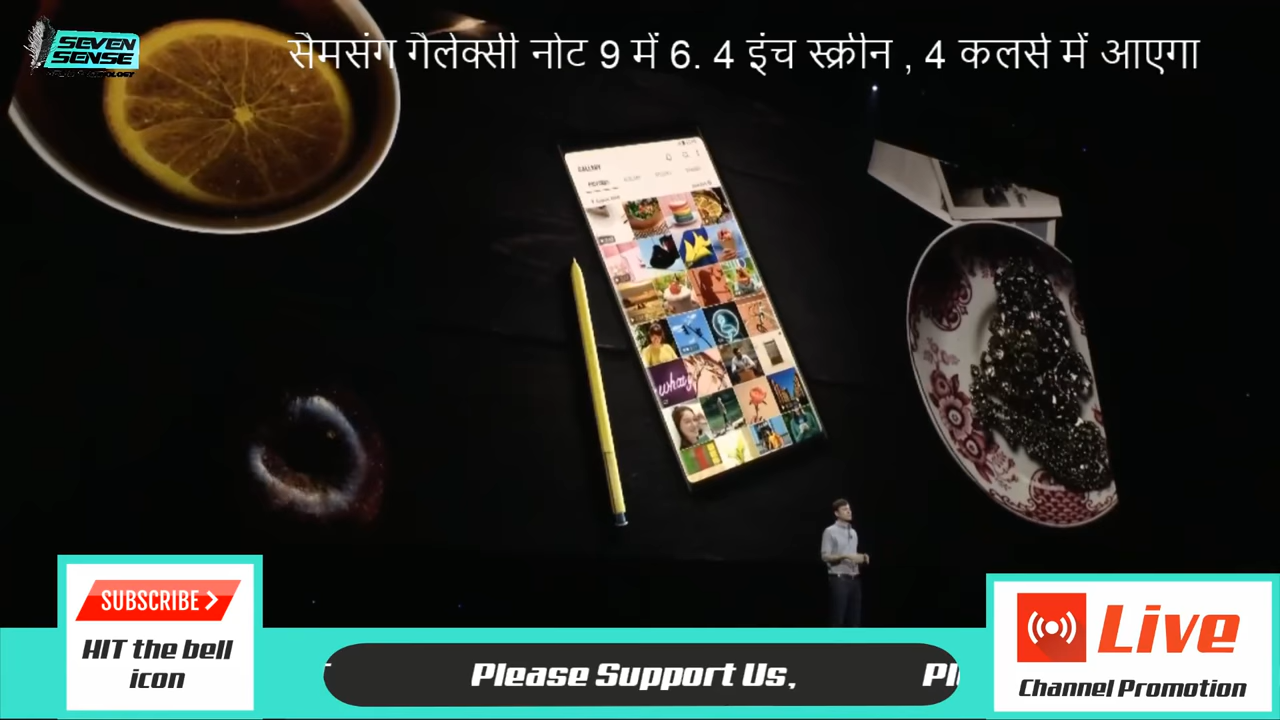 SEVEN
SENSE
सैमसंग गैलेक्सी नोट 9 में 6. 4 इंच स्क्रीन , 4 कलर्स में आएगा
GALLERY
whaz
SUBSCRIBE
HIT the bell
icon
Please Support Us,
Pl
Live
Channel Promotion